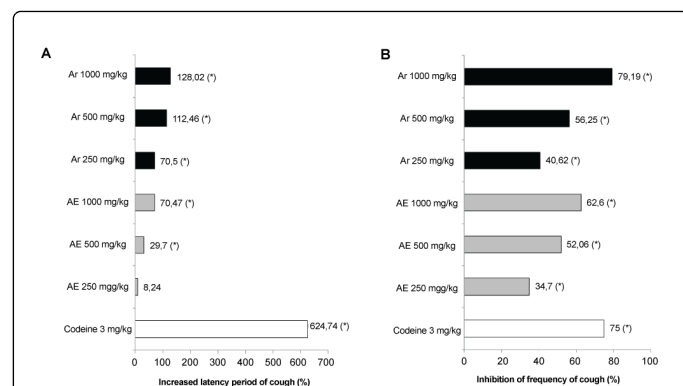 A
Ar 1000 mg/kg 128,02 (*)
Ar 500 mg/kg 112,46 (*)
Ar 250 mg/kg 70,5 (*)
AE 1000 mg/kg 70,47 (*)
AE 500 mg/kg 29,7 (*)
AE 250 mgg/kg 8,24
Codeine 3 mg/kg 624,74 (*)
0 100 200 300 400 500 600 700
Increased latency period of cough (%)
B
Ar 1000 mg/kg 79,19 (*)
Ar 500 mg/kg 56,25 (*)
Ar 250 mg/kg 40,62 (*)
AE 1000 mg/kg 62,6 (*)
AE 500 mg/kg 52,06 (*)
AE 250 mgg/kg 34,7 (*)
Codeine 3 mg/kg 75 (*)
0 20 40 60 80 100
Inhibition of frequency of cough (%)